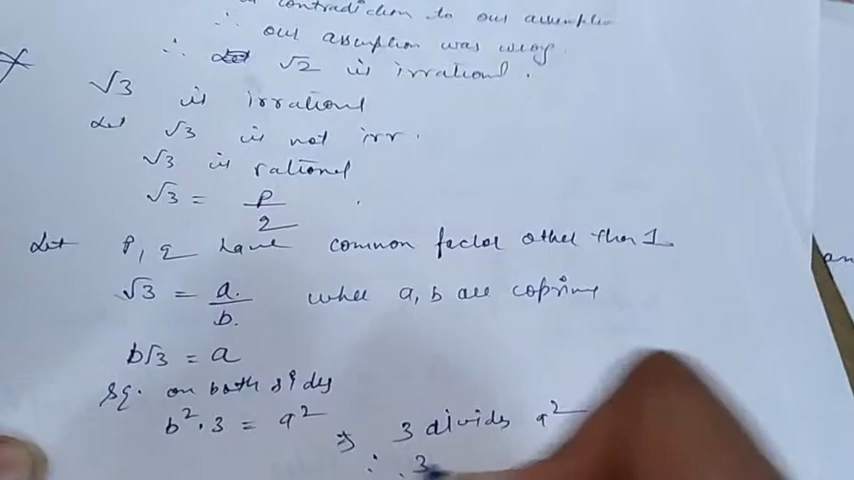 contradiction to our assumption
∴ our assumption was wrong
∴ √2 is irrational.
√3 is irrational
Let √3 is not irr.
√3 is rational
√3 = p/q
Let p, q have common factor other than 1
√3 = a/b where a, b are coprime
b√3 = a
sq. on both sides
b².3 = a² ⇒ 3 divides a²
∴ 3